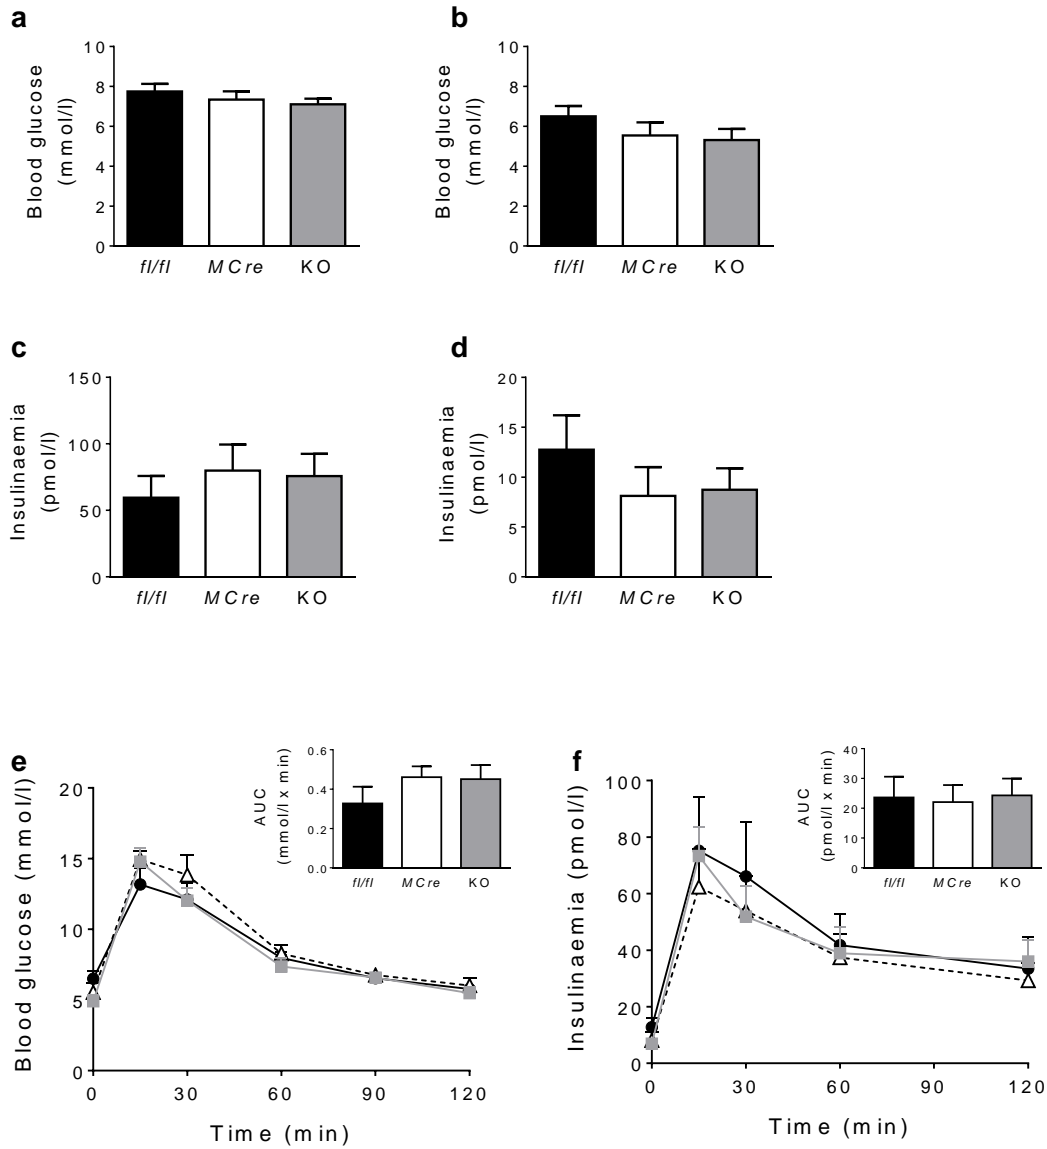 a
Blood glucose
(mmol/l)
10
8
6
4
2
0
fl/fl MCre KO
b
Blood glucose
(mmol/l)
10
8
6
4
2
0
fl/fl MCre KO
c
Insulinaemia
(pmol/l)
150
100
50
0
fl/fl MCre KO
d
Insulinaemia
(pmol/l)
20
15
10
5
0
fl/fl MCre KO
e
Blood glucose (mmol/l)
20
15
10
5
0
0 30 60 90 120
Time (min)
AUC
(mmol/l x min)
0.6
0.4
0.2
0.0
fl/fl MCre KO
f
Insulinaemia (pmol/l)
100
80
60
40
20
0
0 30 60 90 120
Time (min)
AUC
(pmol/l x min)
40
30
20
10
0
fl/fl MCre KO